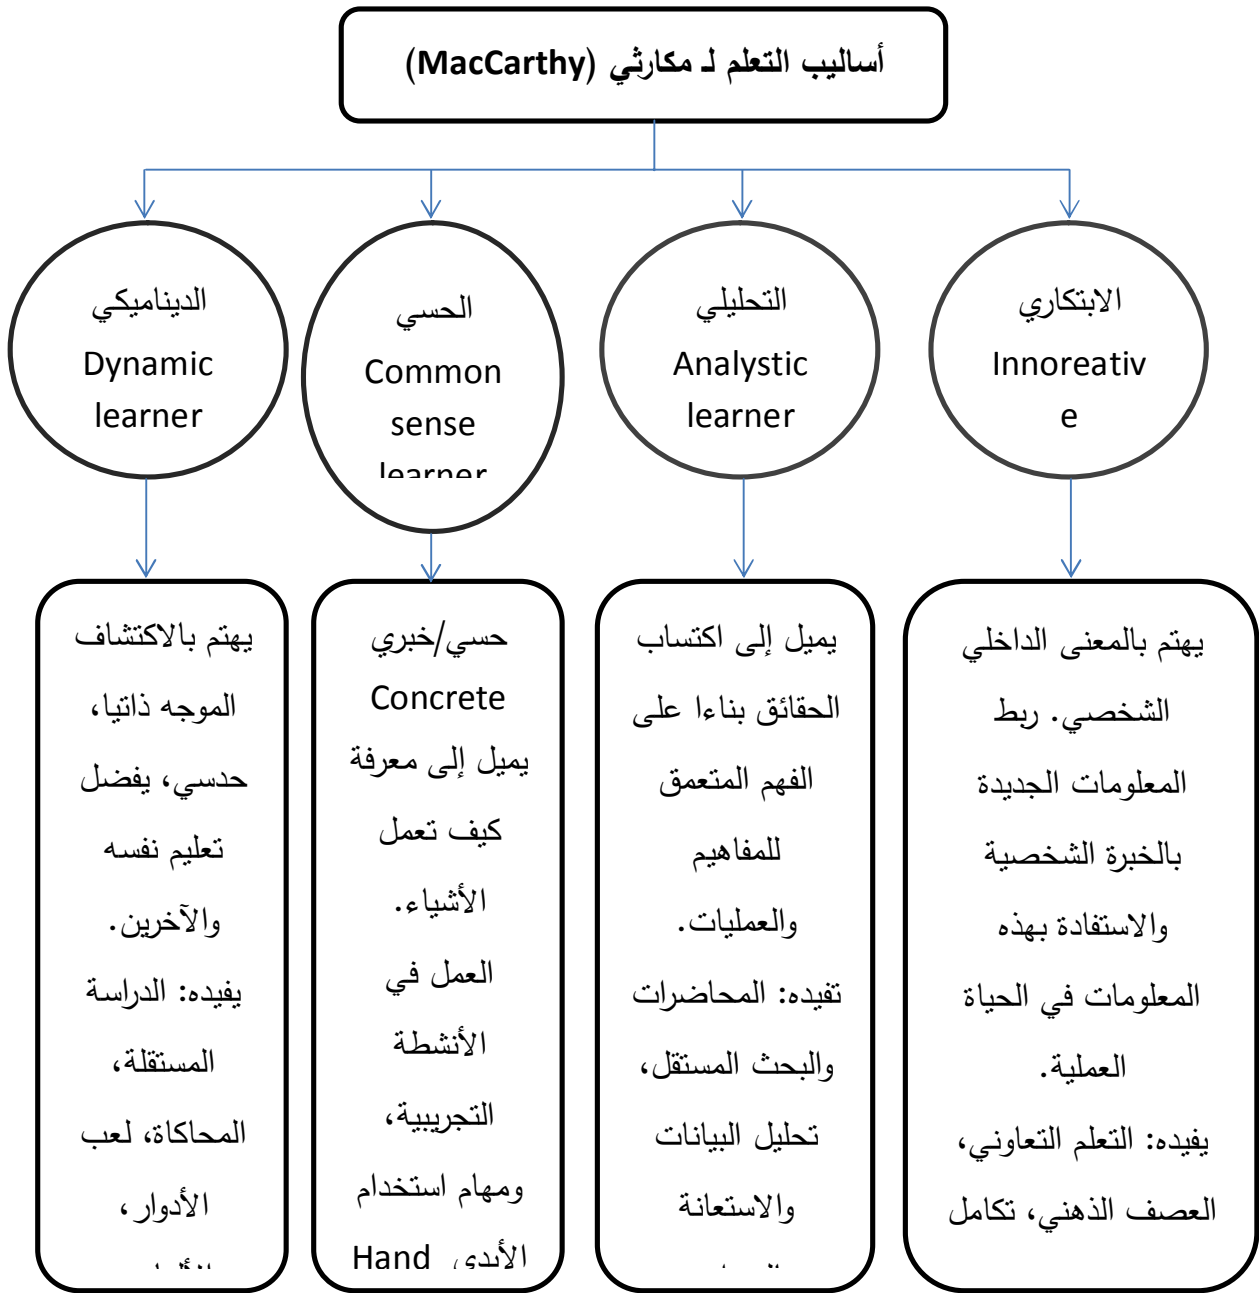 أساليب التعلم لـ مكارثي (MacCarthy)
الابتكاري
Innoreativ
e
التحليلي
Analystic
learner
الحسي
Common
sense
learner
الديناميكي
Dynamic
learner
يهتم بالمعنى الداخلي
الشخصي. ربط
المعلومات الجديدة
بالخبرة الشخصية
والاستفادة بهذه
المعلومات في الحياة
العملية.
يفيده: التعلم التعاوني،
العصف الذهني، تكامل
يميل إلى اكتساب
الحقائق بناءا على
الفهم المتعمق
للمفاهيم
والعمليات.
تفيده: المحاضرات
والبحث المستقل،
تحليل البيانات
والاستعانة
حسي/خبري
Concrete
يميل إلى معرفة
كيف تعمل
الأشياء.
العمل في
الأنشطة
التجريبية،
ومهام استخدام
الأيدي Hand
يهتم بالاكتشاف
الموجه ذاتيا،
حدسي، يفضل
تعليم نفسه
والآخرين.
يفيده: الدراسة
المستقلة،
المحاكاة، لعب
الأدوار،